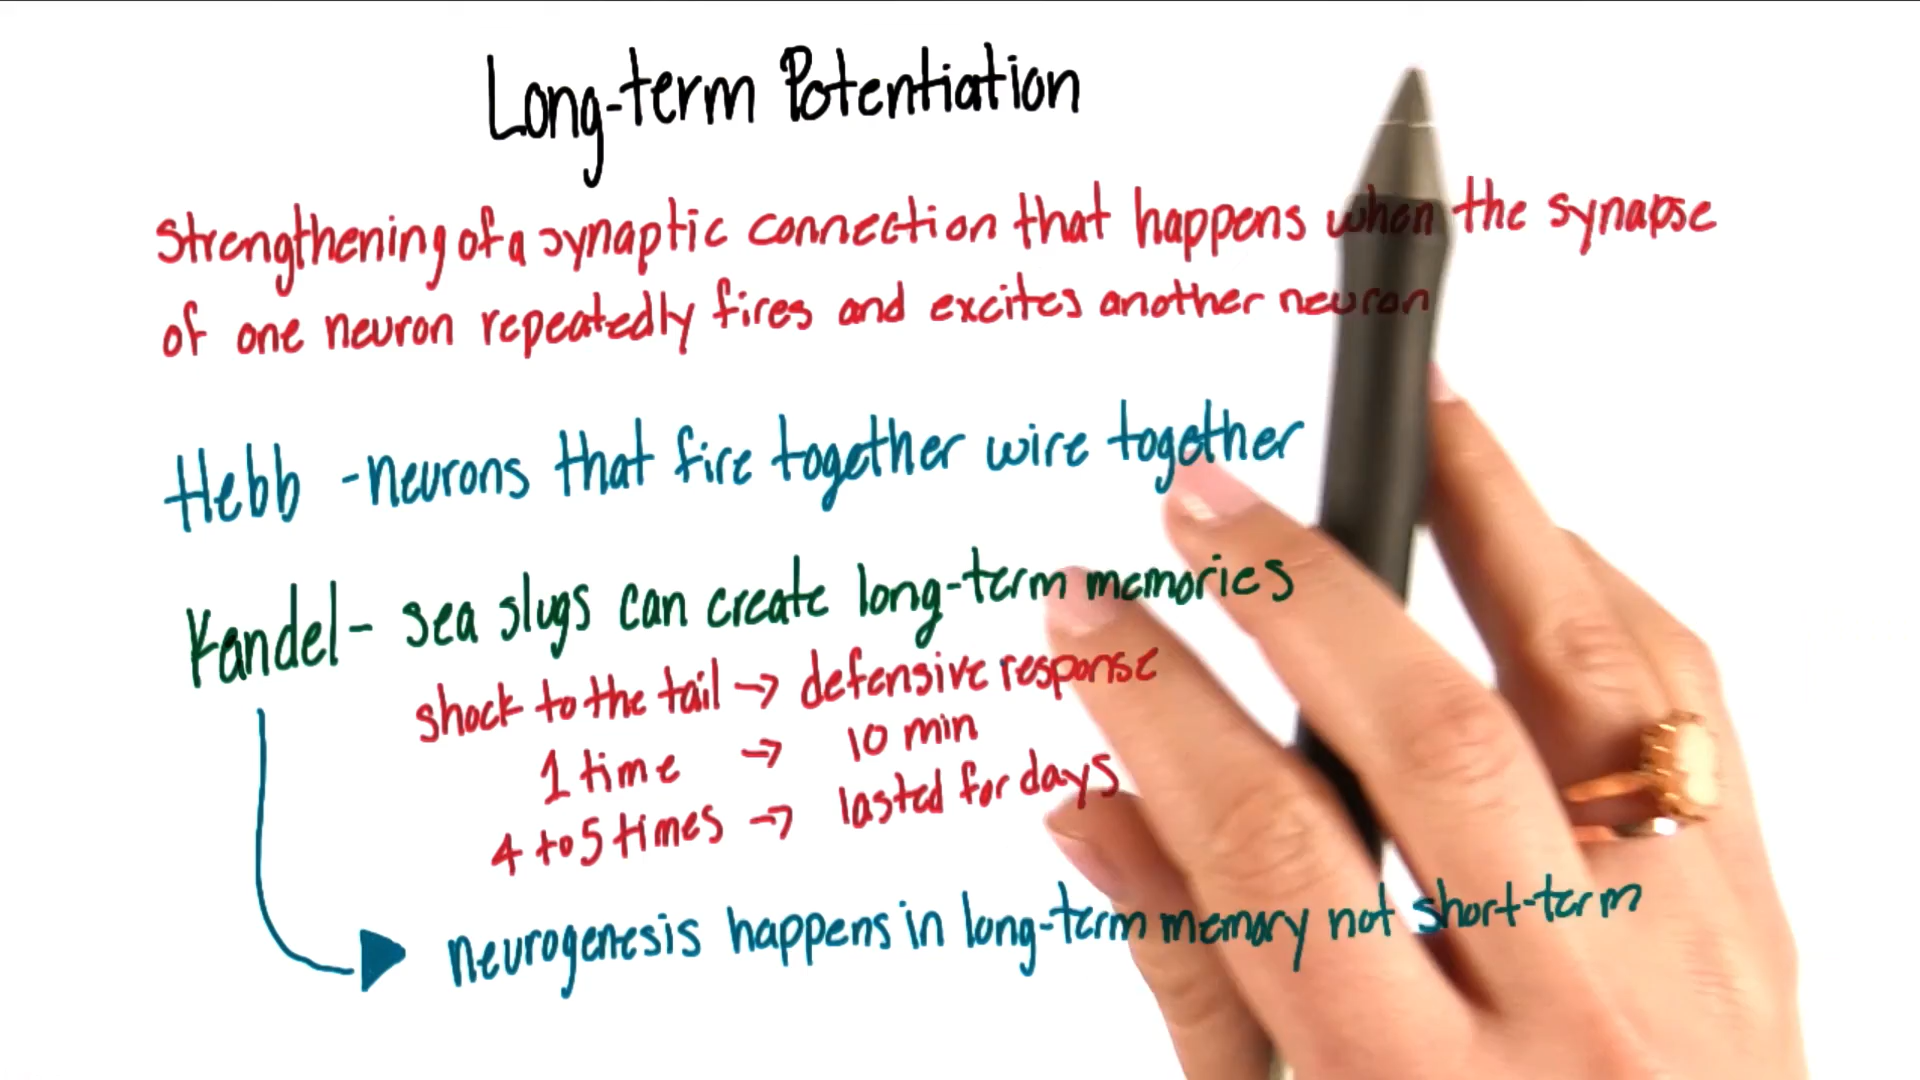 Long-term Potentiation
Strengthening of a synaptic connection that happens when the synapse
of one neuron repeatedly fires and excites another neuron
Hebb - neurons that fire together wire together
Kandel - sea slugs can create long-term memories
shock to the tail → defensive response
1 time → 10 min
4 to 5 times → lasted for days
neurogenesis happens in long-term memory not short-term